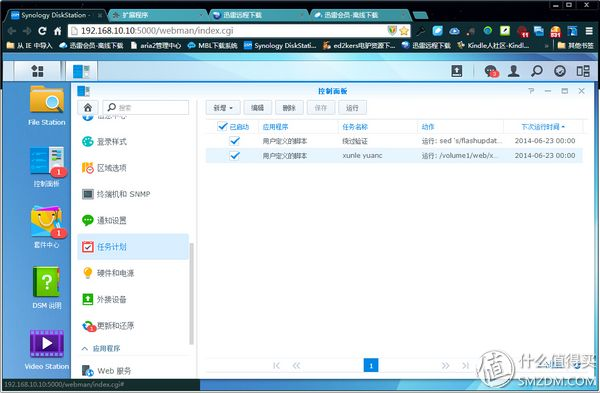 Synology DiskStation -
扩展程序
迅雷远程下载
迅雷会员-离线下载
192.168.10.10:5000/webman/index.cgi
11
831
从 IE 中导入
迅雷会员-离线下载
aria2管理中心
MBL下载系统
Synology DiskStation...
ed2kers电驴资源下...
迅雷远程下载
Kindle人社区-Kindl...
其他书签
3
File Station
控制面板
1
套件中心
1
DSM 说明
Video Station
控制面板
搜索
登录样式
区域选项
终端机和 SNMP
通知设置
任务计划
硬件和电源
外接设备
更新和还原
1
应用程序
Web 服务
新增
编辑
删除
保存
运行
已启动 应用程序 任务名称 动作 下次运行时间
用户定义的脚本 绕过验证 运行: sed 's/flashupdat... 2014-06-23 00:00
用户定义的脚本 xunle yuanc 运行: /volume1/web/x... 2014-06-23 00:00
1
192.168.10.10:5000/webman/index.cgi#
值 什么值得买
SMZDM.COM